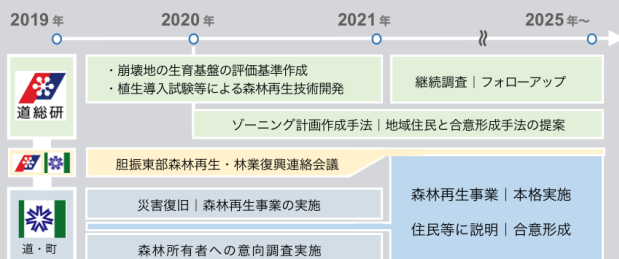 2019年 2020年 2021年 2025年~
道総研
・崩壊地の生育基盤の評価基準作成
・植生導入試験等による森林再生技術開発
継続調査|フォローアップ
ゾーニング計画作成手法|地域住民と合意形成手法の提案
胆振東部森林再生・林業復興連絡会議
道・町
災害復旧|森林再生事業の実施
森林再生事業|本格実施
住民等に説明|合意形成
森林所有者への意向調査実施